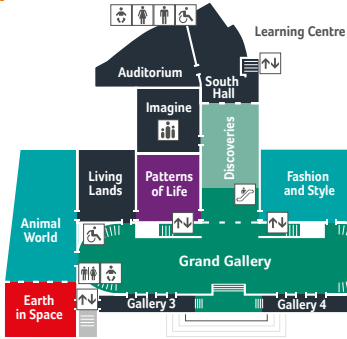 Learning Centre
Auditorium
South
Hall
Imagine
Discoveries
Living
Lands
Patterns
of Life
Fashion
and Style
Animal
World
Grand Gallery
Earth
in Space
Gallery 3
Gallery 4